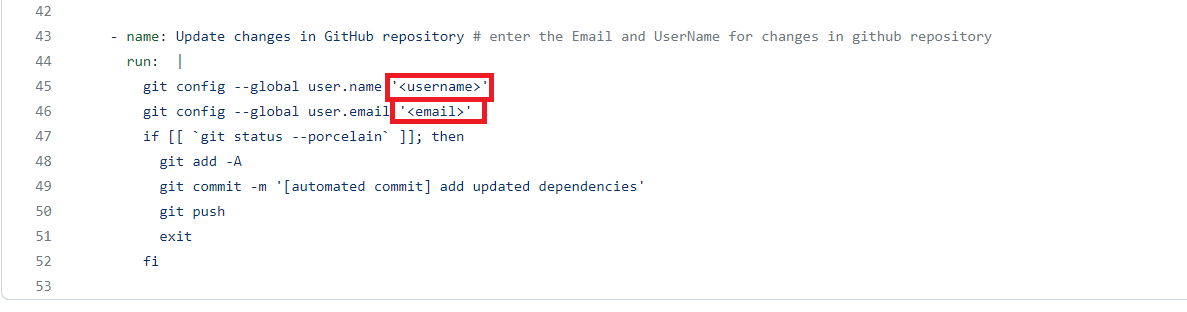 42
43 - name: Update changes in GitHub repository # enter the Email and UserName for changes in github repository
44 run: |
45 git config --global user.name '<username>'
46 git config --global user.email '<email>'
47 if [[ `git status --porcelain` ]]; then
48 git add -A
49 git commit -m '[automated commit] add updated dependencies'
50 git push
51 exit
52 fi
53